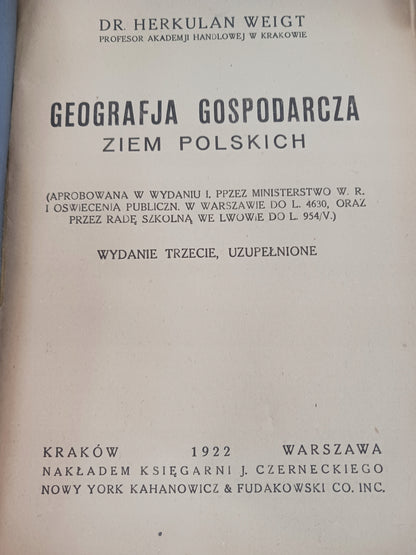 DR. HERKULAN WEIGT
PROFESOR AKADEMJI HANDLOWEJ W KRAKOWIE
GEOGRAFJA GOSPODARCZA
ZIEM POLSKICH
(APROBOWANA W WYDANIU I. PPZEZ MINISTERSTWO W. R.
I OSWIECENIA PUBLICZN. W WARSZAWIE DO L. 4630, ORAZ
PRZEZ RADĘ SZKOLNĄ WE LWOWIE DO L. 954/V.)
WYDANIE TRZECIE, UZUPEŁNIONE
KRAKÓW 1922 WARSZAWA
NAKŁADEM KSIĘGARNI J. CZERNECKIEGO
NOWY YORK KAHANOWICZ & FUDAKOWSKI CO. INC.